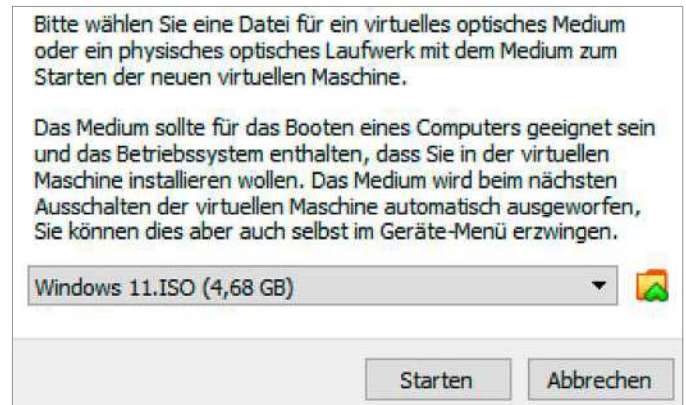 Bitte wählen Sie eine Datei für ein virtuelles optisches Medium
oder ein physisches optisches Laufwerk mit dem Medium zum
Starten der neuen virtuellen Maschine.
Das Medium sollte für das Booten eines Computers geeignet sein
und das Betriebssystem enthalten, dass Sie in der virtuellen
Maschine installieren wollen. Das Medium wird beim nächsten
Ausschalten der virtuellen Maschine automatisch ausgeworfen,
Sie können dies aber auch selbst im Geräte-Menü erzwingen.
Windows 11.ISO (4,68 GB)
Starten Abbrechen